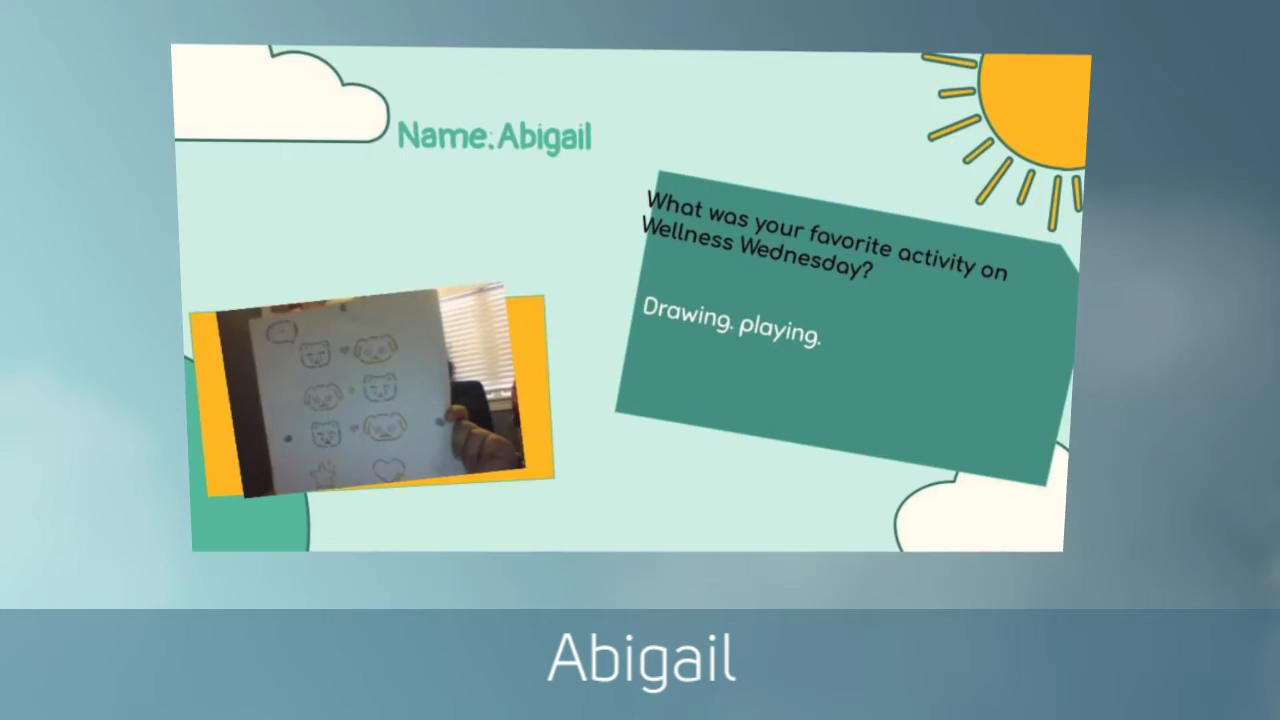 Name: Abigail
What was your favorite activity on
Wellness Wednesday?
Drawing. playing.
Abigail